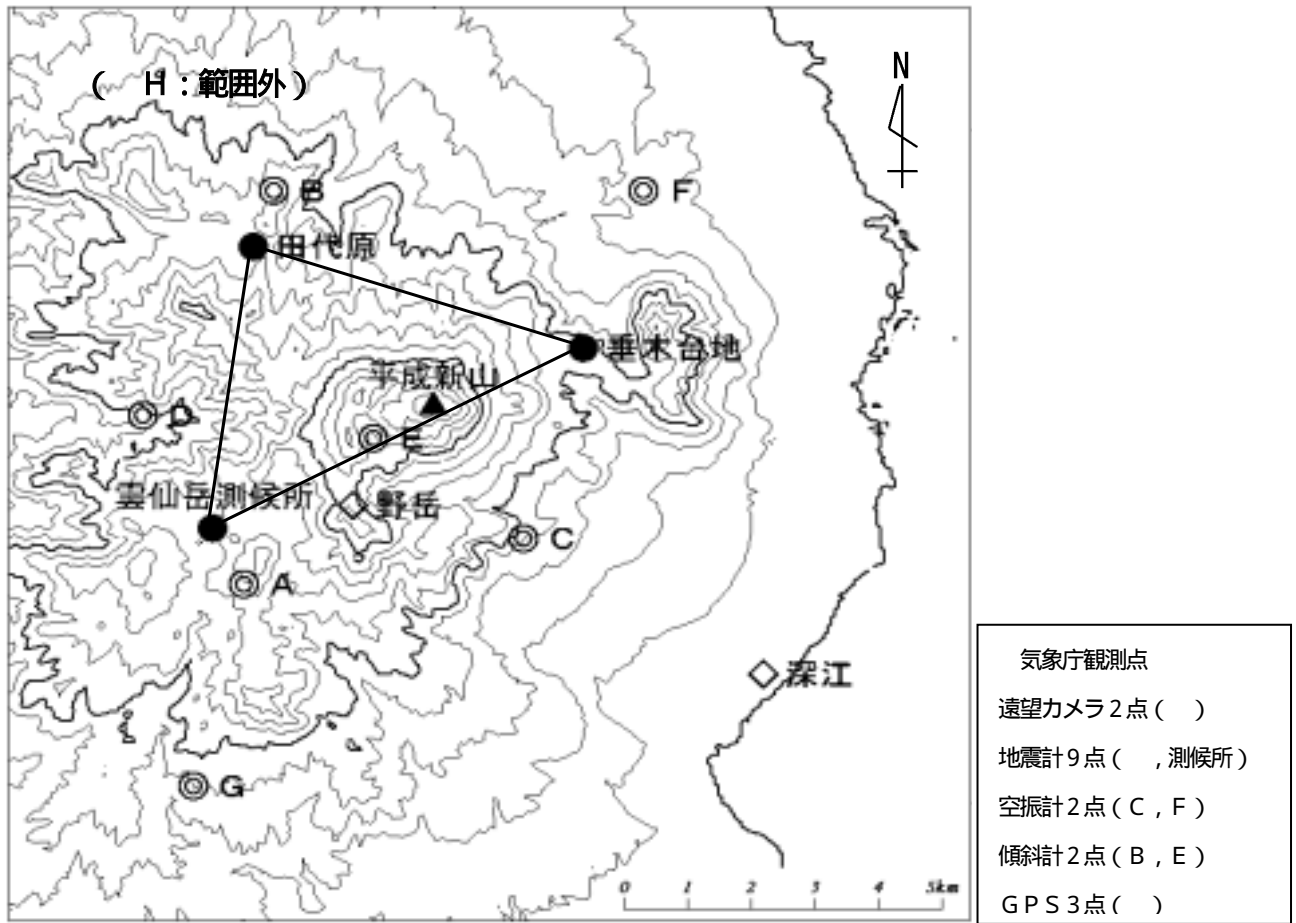 ( H：範囲外)
N
B
F
田代原
垂木台地
平成新山
D
E
雲仙岳測候所
野岳
C
A
深江
G
0 1 2 3 4 5km
気象庁観測点
遠望カメラ2点( )
地震計9点( ,測候所)
空振計2点(C,F)
傾斜計2点(B,E)
GPS3点( )